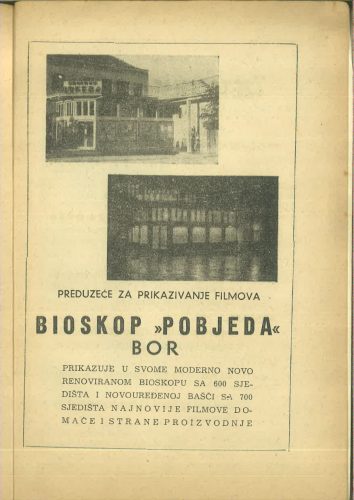 PREDUZEĆE ZA PRIKAZIVANJE FILMOVA
BIOSKOP »POBJEDA«
BOR
PRIKAZUJE U SVOME MODERNO NOVO
RENOVIRANOM BIOSKOPU SA 600 SJE-
DIŠTA I NOVOUREĐENOJ BAŠČI SA 700
SJEDIŠTA NAJNOVIJE FILMOVE DO-
MAĆE I STRANE PROIZVODNJE